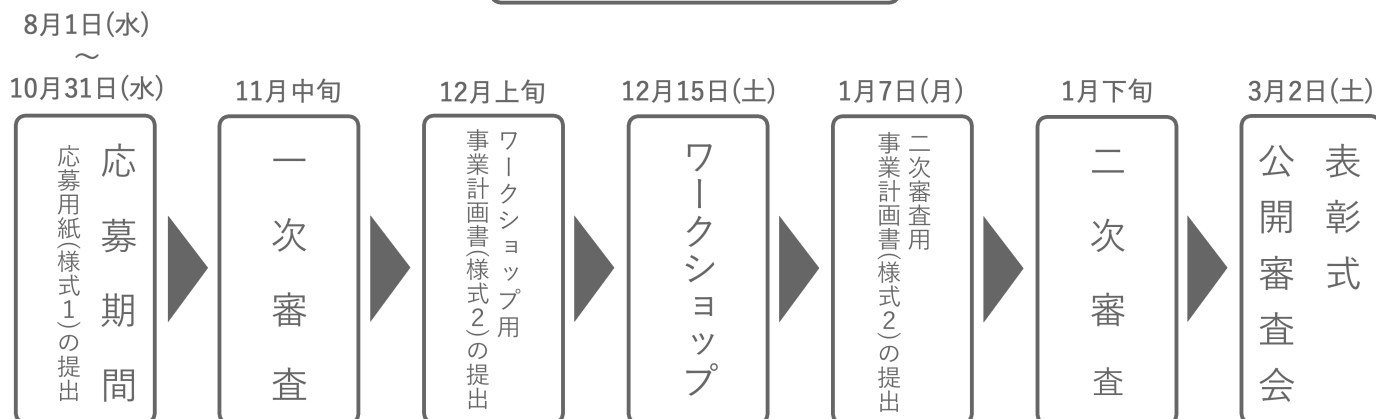 8月1日(水)
〜
10月31日(水)
応募期間
応募用紙(様式1)の提出
11月中旬
一次審査
12月上旬
ワークショップ用
事業計画書(様式2)の提出
12月15日(土)
ワークショップ
1月7日(月)
二次審査用
事業計画書(様式2)の提出
1月下旬
二次審査
3月2日(土)
表彰式
公開審査会